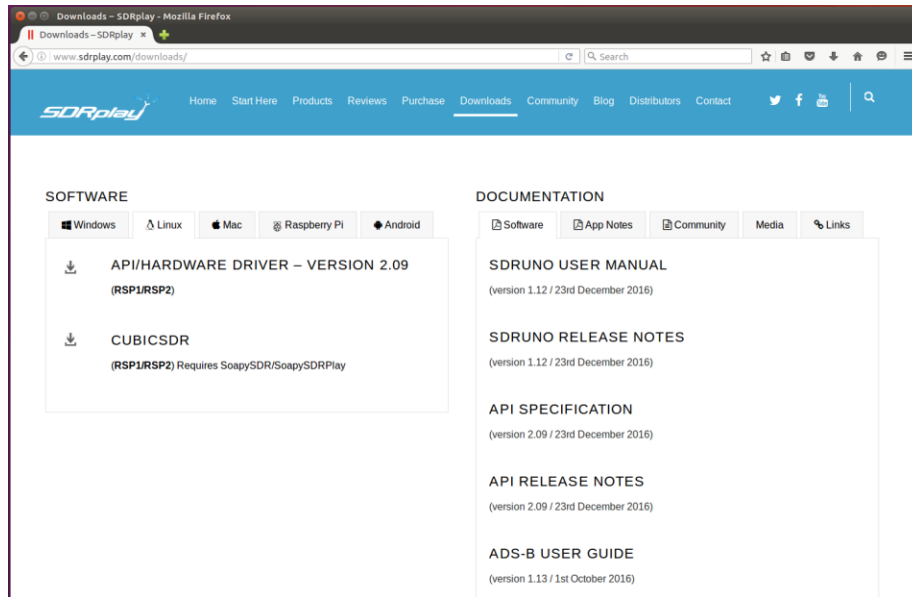 Downloads – SDRplay - Mozilla Firefox
Downloads – SDRplay
www.sdrplay.com/downloads/
Search
SDRplay
Home Start Here Products Reviews Purchase Downloads Community Blog Distributors Contact
SOFTWARE
Windows Linux Mac Raspberry Pi Android
API/HARDWARE DRIVER – VERSION 2.09
(RSP1/RSP2)
CUBICSDR
(RSP1/RSP2) Requires SoapySDR/SoapySDRPlay
DOCUMENTATION
Software App Notes Community Media Links
SDRUNO USER MANUAL
(version 1.12 / 23rd December 2016)
SDRUNO RELEASE NOTES
(version 1.12 / 23rd December 2016)
API SPECIFICATION
(version 2.09 / 23rd December 2016)
API RELEASE NOTES
(version 2.09 / 23rd December 2016)
ADS-B USER GUIDE
(version 1.13 / 1st October 2016)